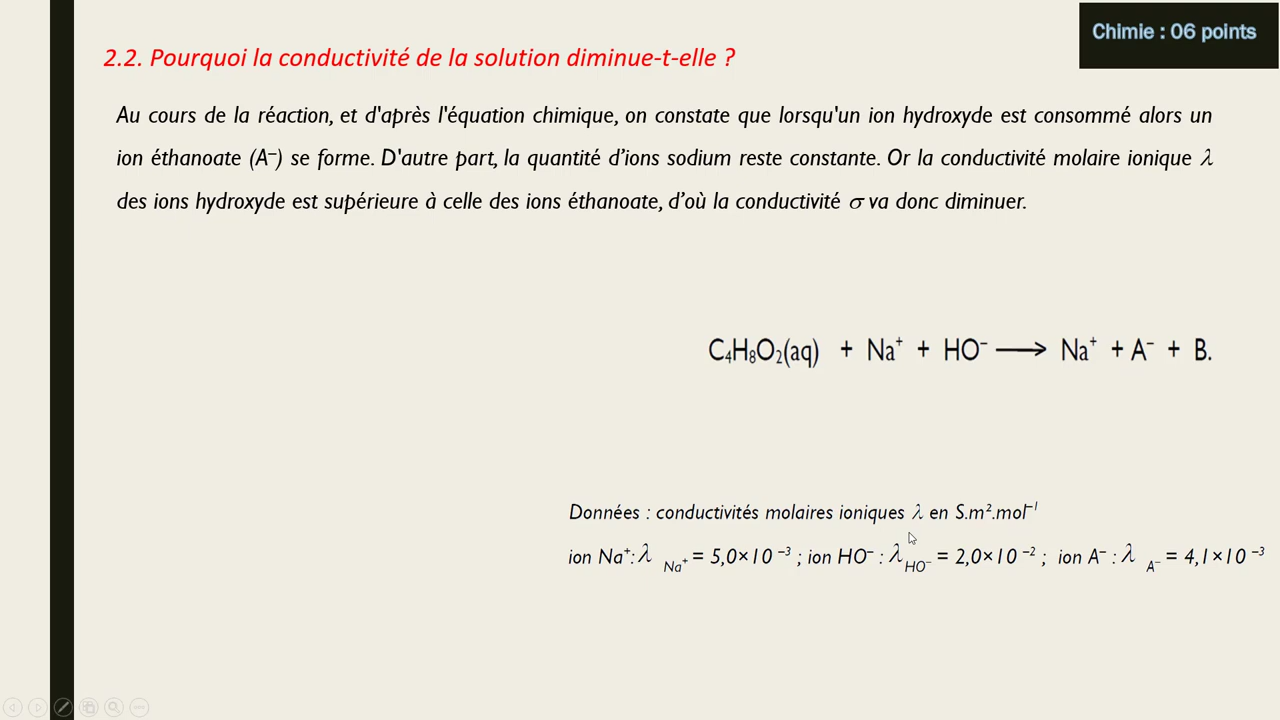 Chimie : 06 points
2.2. Pourquoi la conductivité de la solution diminue-t-elle ?
Au cours de la réaction, et d'après l'équation chimique, on constate que lorsqu'un ion hydroxyde est consommé alors un
ion éthanoate (A⁻) se forme. D'autre part, la quantité d’ions sodium reste constante. Or la conductivité molaire ionique λ
des ions hydroxyde est supérieure à celle des ions éthanoate, d’où la conductivité σ va donc diminuer.
C₄H₈O₂(aq) + Na⁺ + HO⁻ ⟶ Na⁺ + A⁻ + B.
Données : conductivités molaires ioniques λ en S.m².mol⁻¹
ion Na⁺: λ Na⁺ = 5,0×10 ⁻³ ; ion HO⁻ : λ HO⁻ = 2,0×10 ⁻² ; ion A⁻ : λ A⁻ = 4,1×10 ⁻³